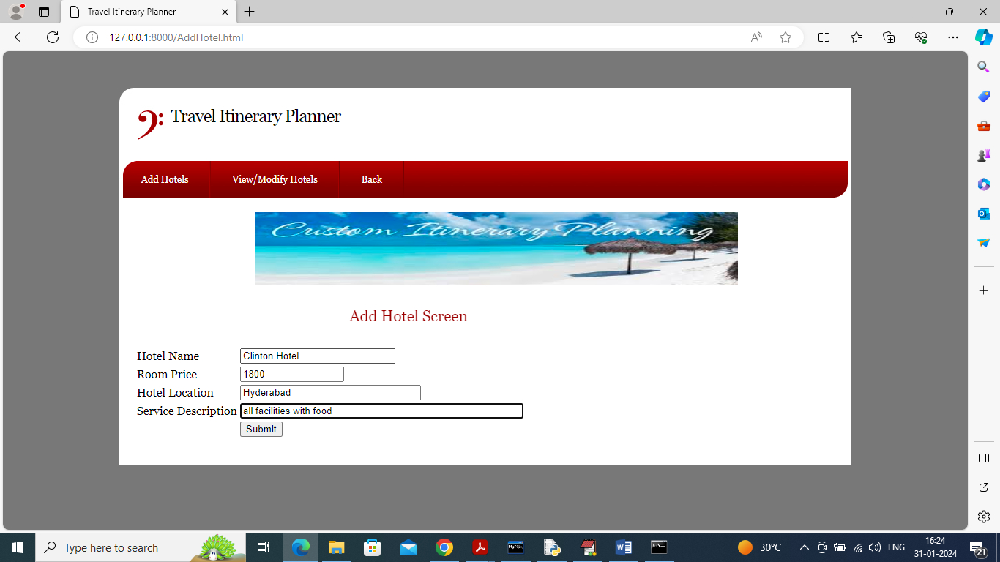 Travel Itinerary Planner
127.0.0.1:8000/AddHotel.html
Travel Itinerary Planner
Add Hotels View/Modify Hotels Back
Custom Itinerary Planning
Add Hotel Screen
Hotel Name Clinton Hotel
Room Price 1800
Hotel Location Hyderabad
Service Description all facilities with food
Submit
Type here to search
30°C
ENG
16:24
31-01-2024
21